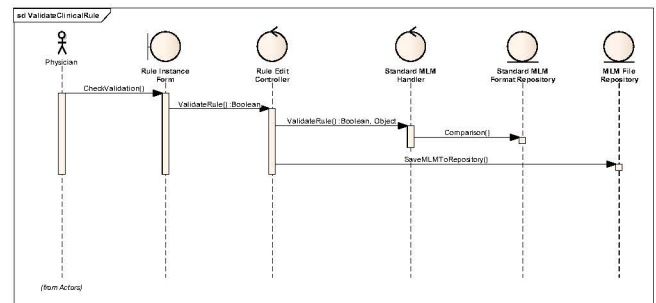 sd ValidateClinicalRule
Physician
Rule Instance
Form
Rule Edit
Controller
Standard MLM
Handler
Standard MLM
Format Repository
MLM File
Repository
CheckValidation()
ValidateRule() :Boolean
ValidateRule() :Boolean, Object
Comparison()
SaveMLMToRepository()
(from Actors)